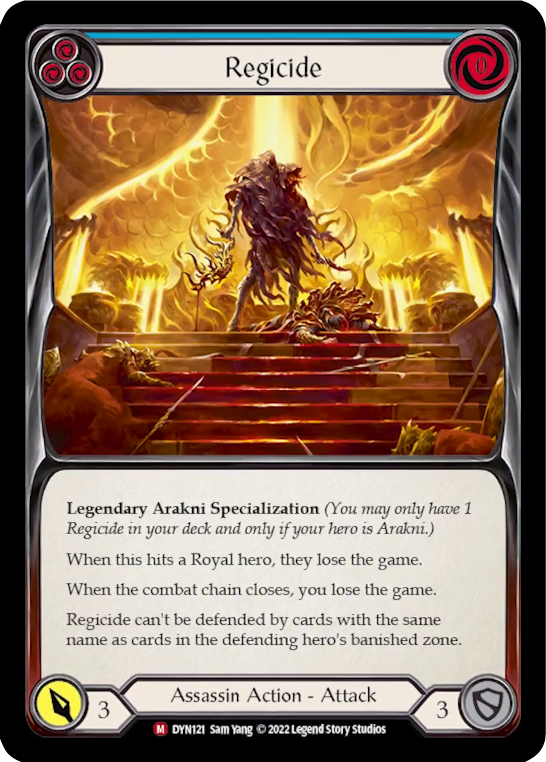 Regicide
0
Legendary Arakni Specialization (You may only have 1
Regicide in your deck and only if your hero is Arakni.)
When this hits a Royal hero, they lose the game.
When the combat chain closes, you lose the game.
Regicide can't be defended by cards with the same
name as cards in the defending hero's banished zone.
3
Assassin Action - Attack
3
M DYN121 Sam Yang © 2022 Legend Story Studios